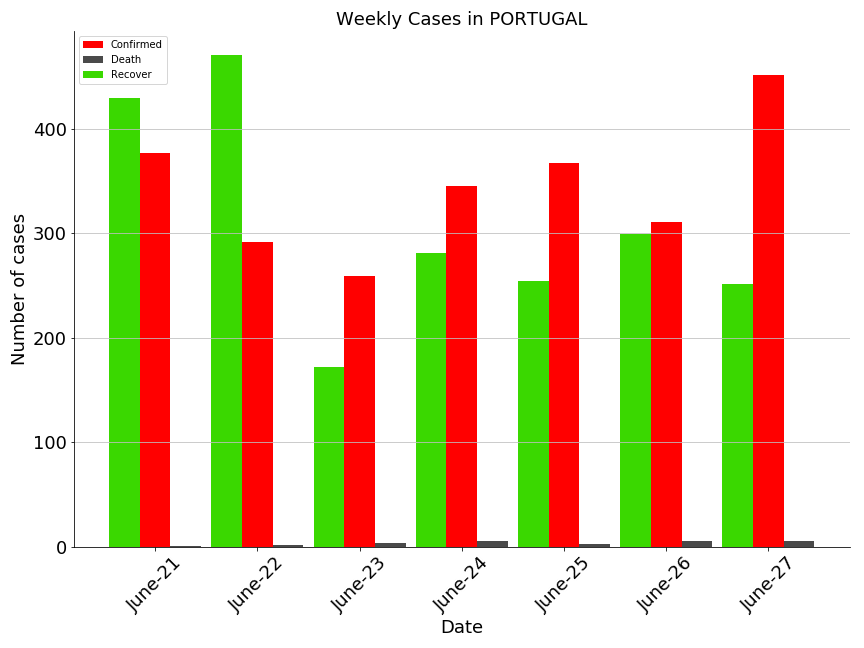 Weekly Cases in PORTUGAL
Confirmed
Death
Recover
Number of cases
400
300
200
100
0
June-21
June-22
June-23
June-24
June-25
June-26
June-27
Date